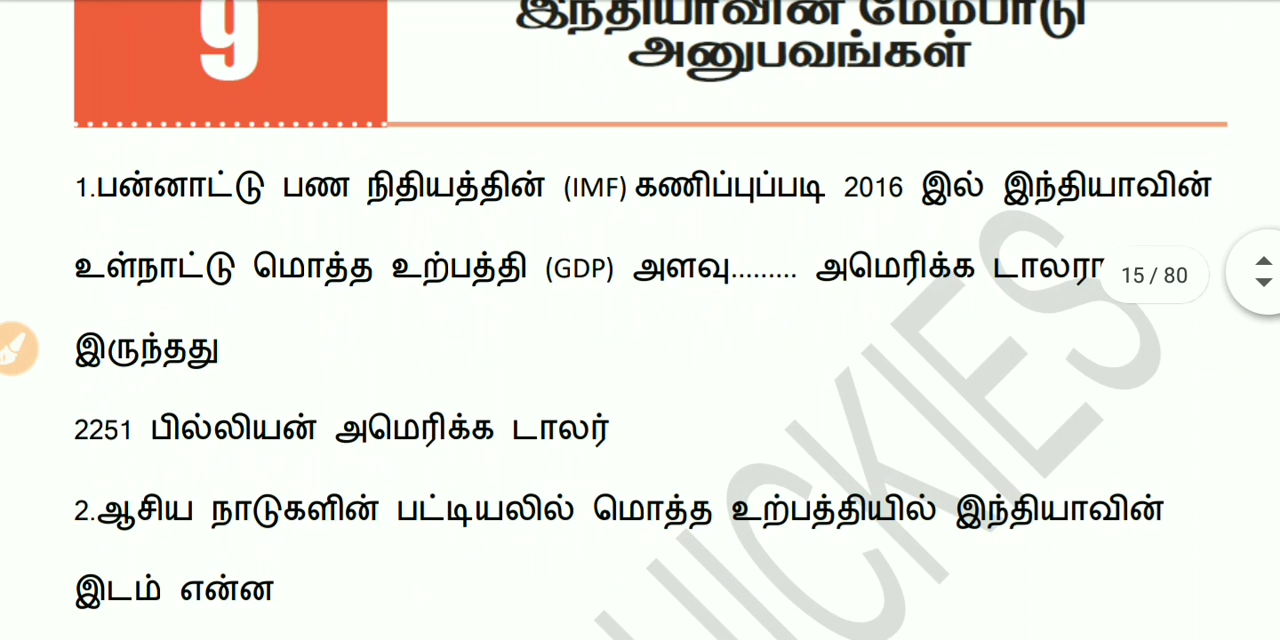 9
இந்தியாவின் மேம்பாடு
அனுபவங்கள்
1.பன்னாட்டு பண நிதியத்தின் (IMF) கணிப்புப்படி 2016 இல் இந்தியாவின்
உள்நாட்டு மொத்த உற்பத்தி (GDP) அளவு......... அமெரிக்க
15 / 80
இருந்தது
2251 பில்லியன் அமெரிக்க டாலர்
2.ஆசிய நாடுகளின் பட்டியலில் மொத்த உற்பத்தியில் இந்தியாவின்
இடம் என்ன